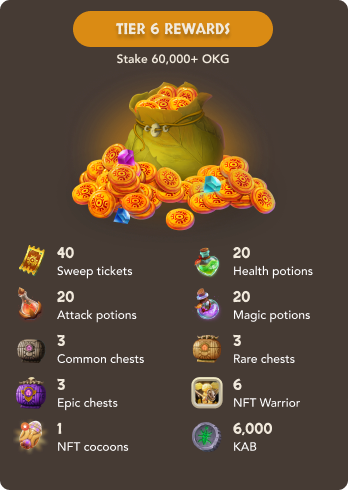 TIER 6 REWARDS
Stake 60,000+ OKG
40
Sweep tickets
20
Health potions
20
Attack potions
20
Magic potions
3
Common chests
3
Rare chests
3
Epic chests
6
NFT Warrior
1
NFT cocoons
6,000
KAB